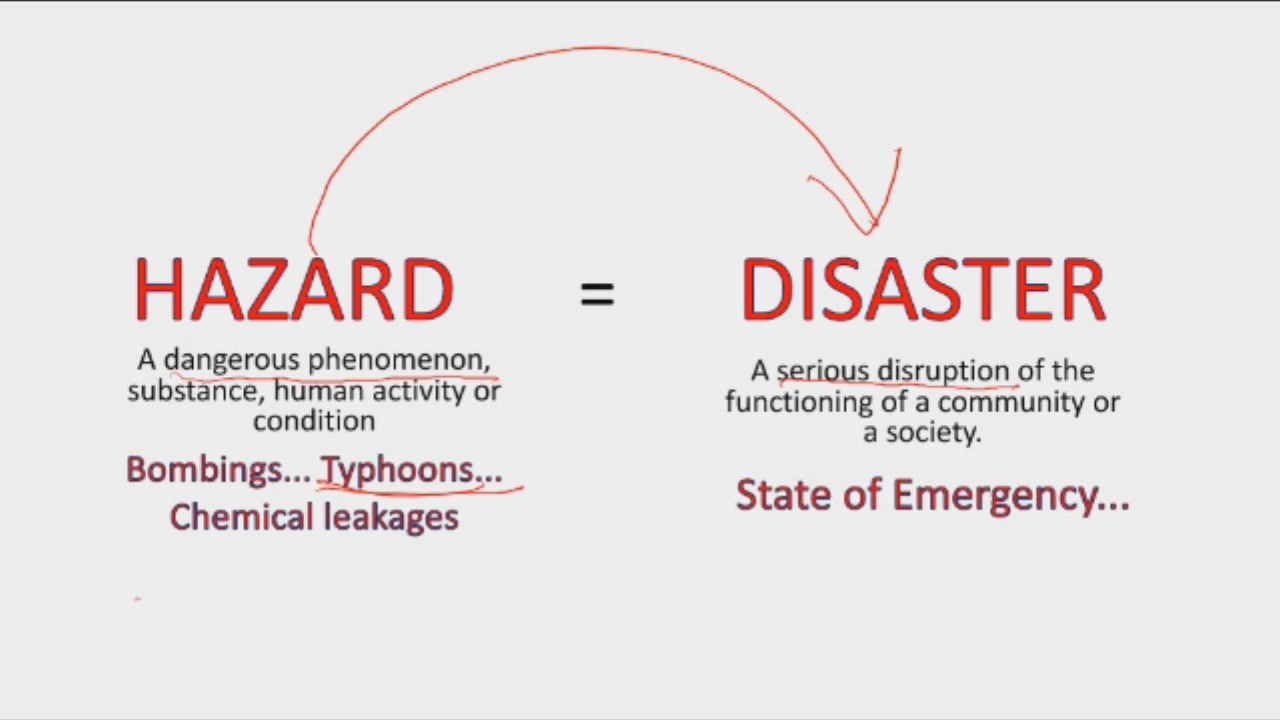 HAZARD = DISASTER
A dangerous phenomenon,
substance, human activity or
condition
Bombings... Typhoons...
Chemical leakages
A serious disruption of the
functioning of a community or
a society.
State of Emergency...